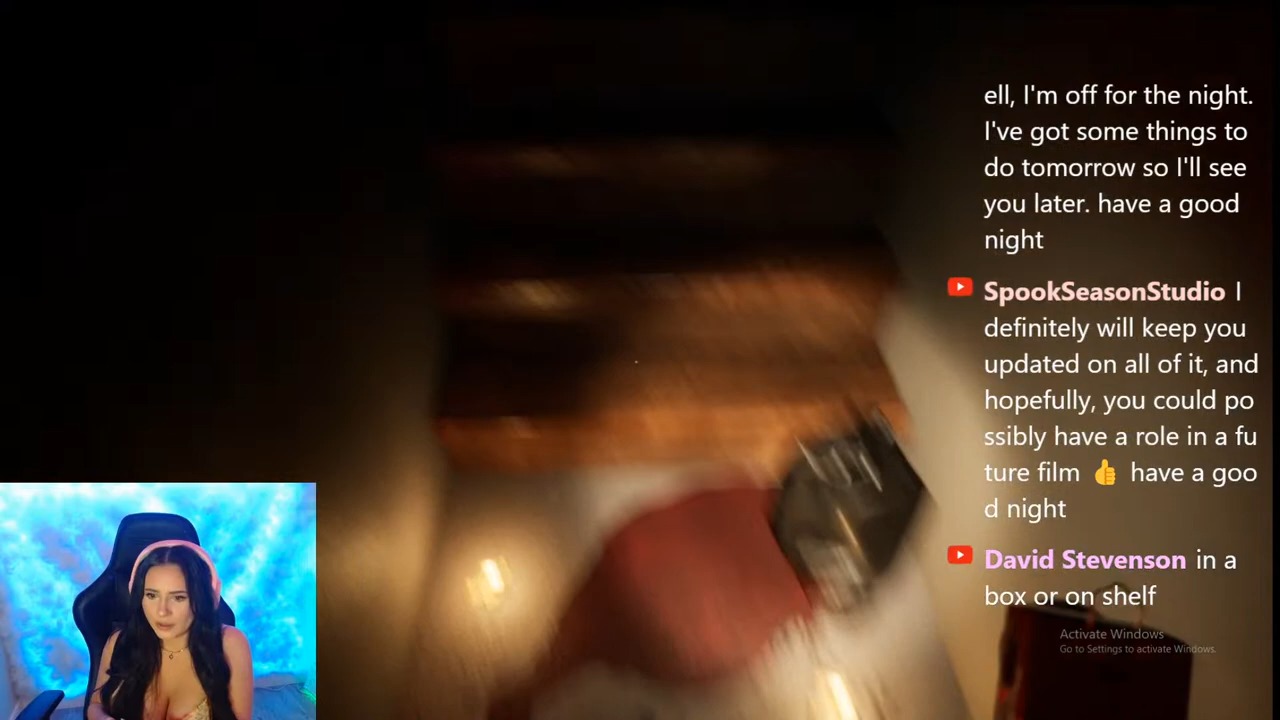 ell, I'm off for the night.
I've got some things to
do tomorrow so I'll see
you later. have a good
night
SpookSeasonStudio I
definitely will keep you
updated on all of it, and
hopefully, you could po
ssibly have a role in a fu
ture film 👍 have a goo
d night
David Stevenson in a
box or on shelf
Activate Windows
Go to Settings to activate Windows.